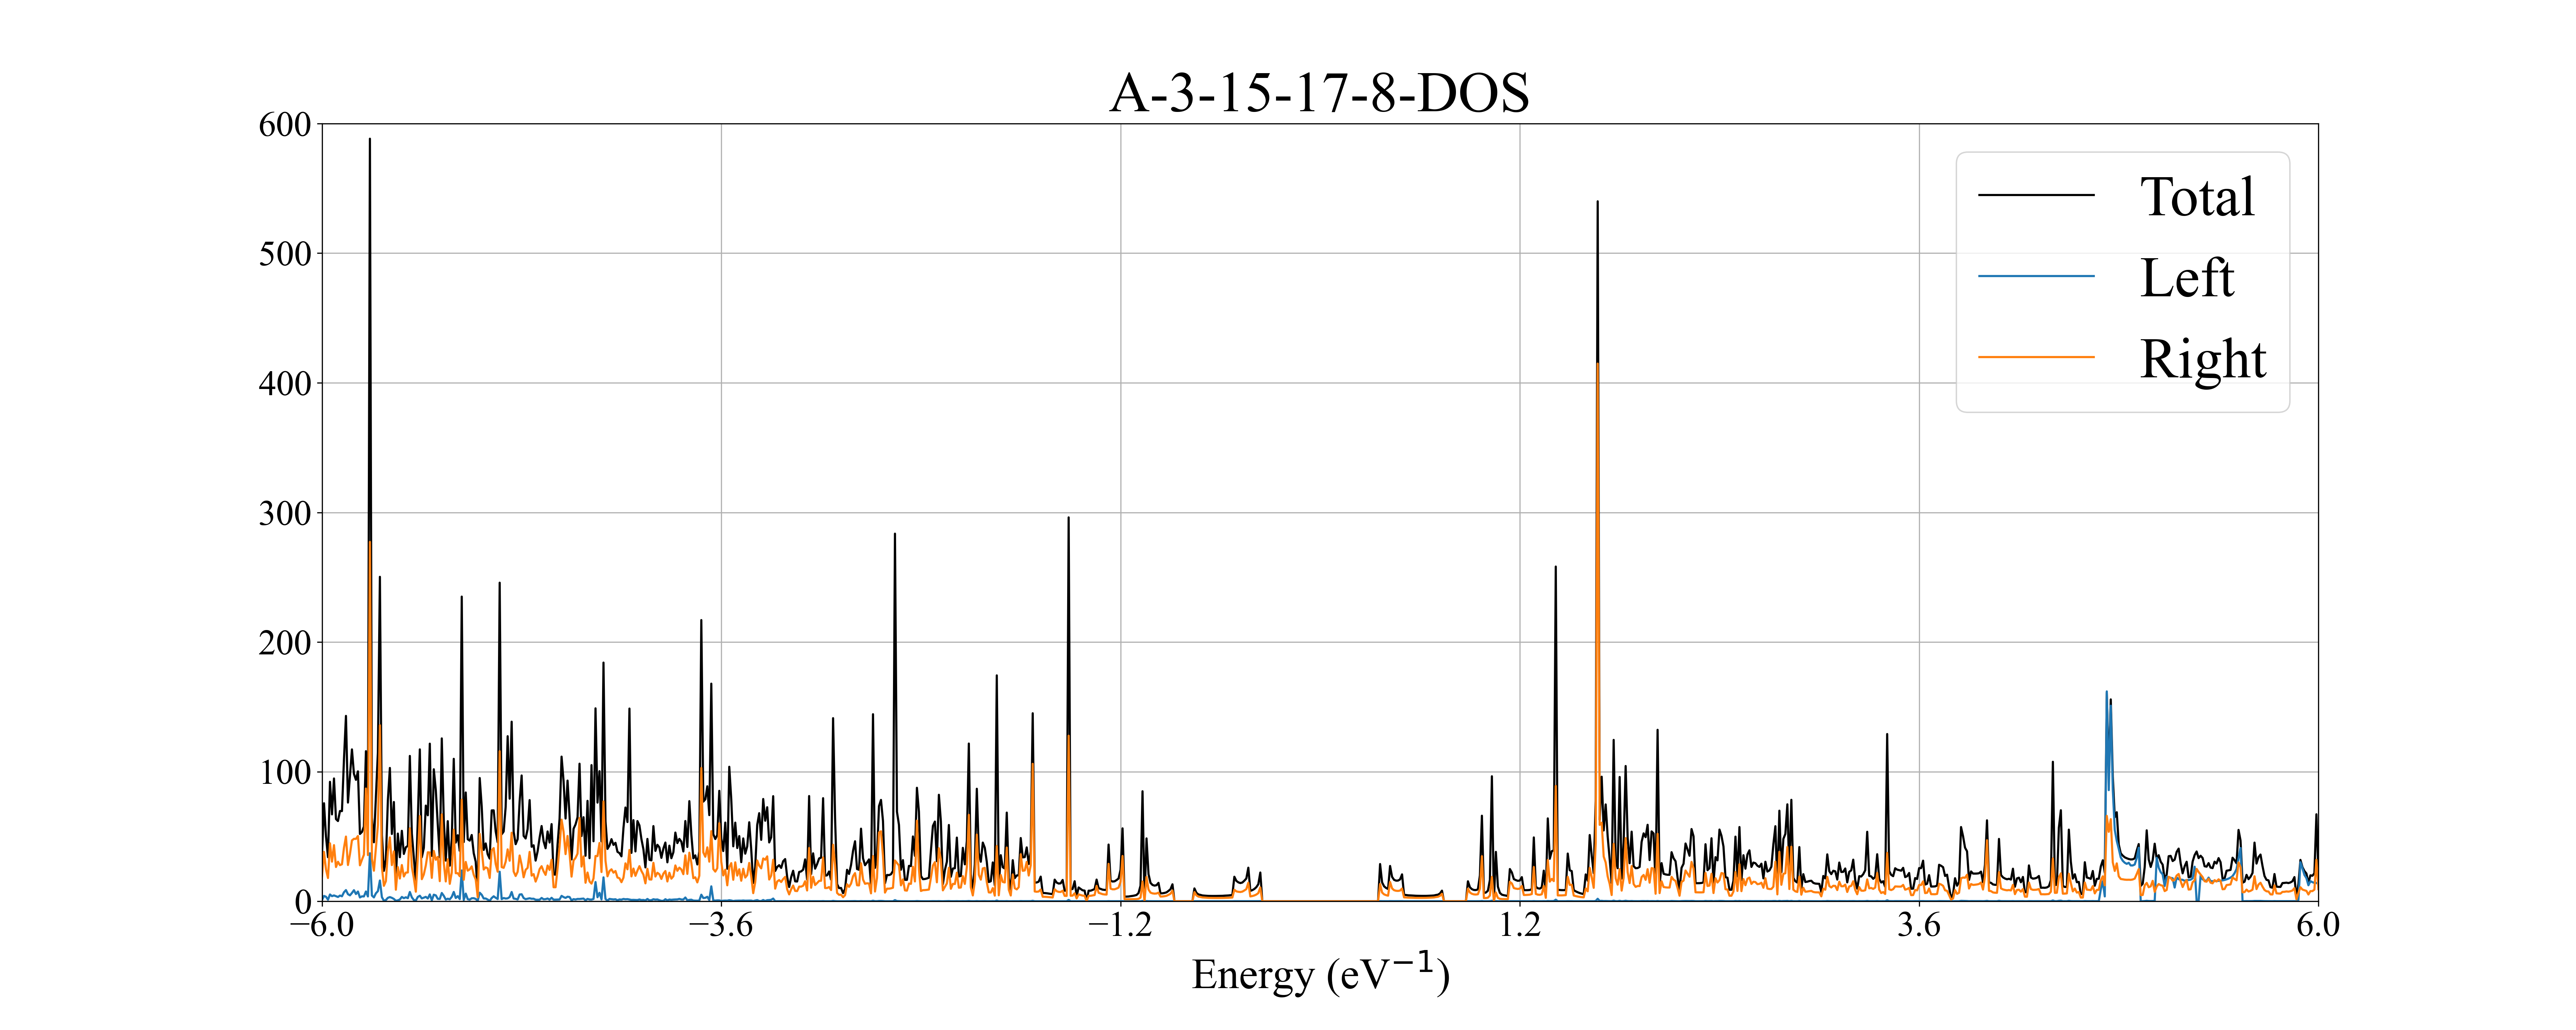 A-3-15-17-8-DOS
600
500
400
300
200
100
0
−6.0 −3.6 −1.2 1.2 3.6 6.0
Energy (eV⁻¹)
Total
Left
Right